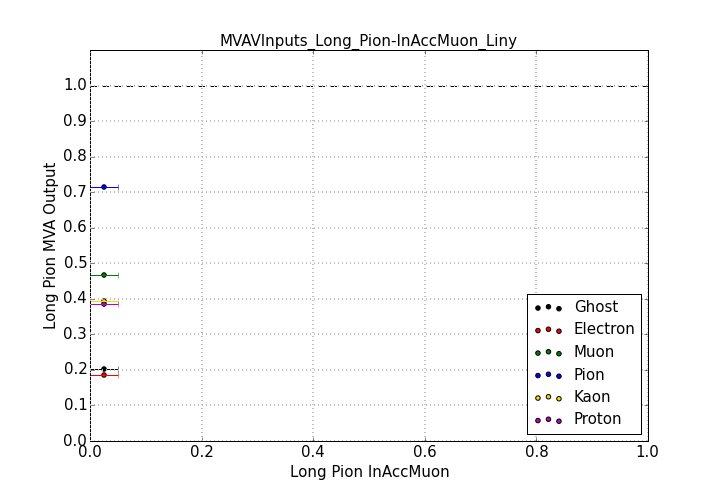 MVAVInputs_Long_Pion-InAccMuon_Liny
Long Pion MVA Output
1.0
0.9
0.8
0.7
0.6
0.5
0.4
0.3
0.2
0.1
0.0
Ghost
Electron
Muon
Pion
Kaon
Proton
0.0 0.2 0.4 0.6 0.8 1.0
Long Pion InAccMuon